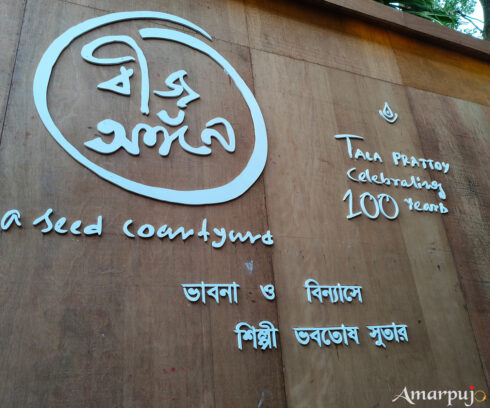 বীজ
অঙ্গনে
a seed courtyard
TALA PRATTOY
Celebrating
100 Years
ভাবনা ও বিন্যাসে
শিল্পী ভবতোষ সুতার
Amarpujo